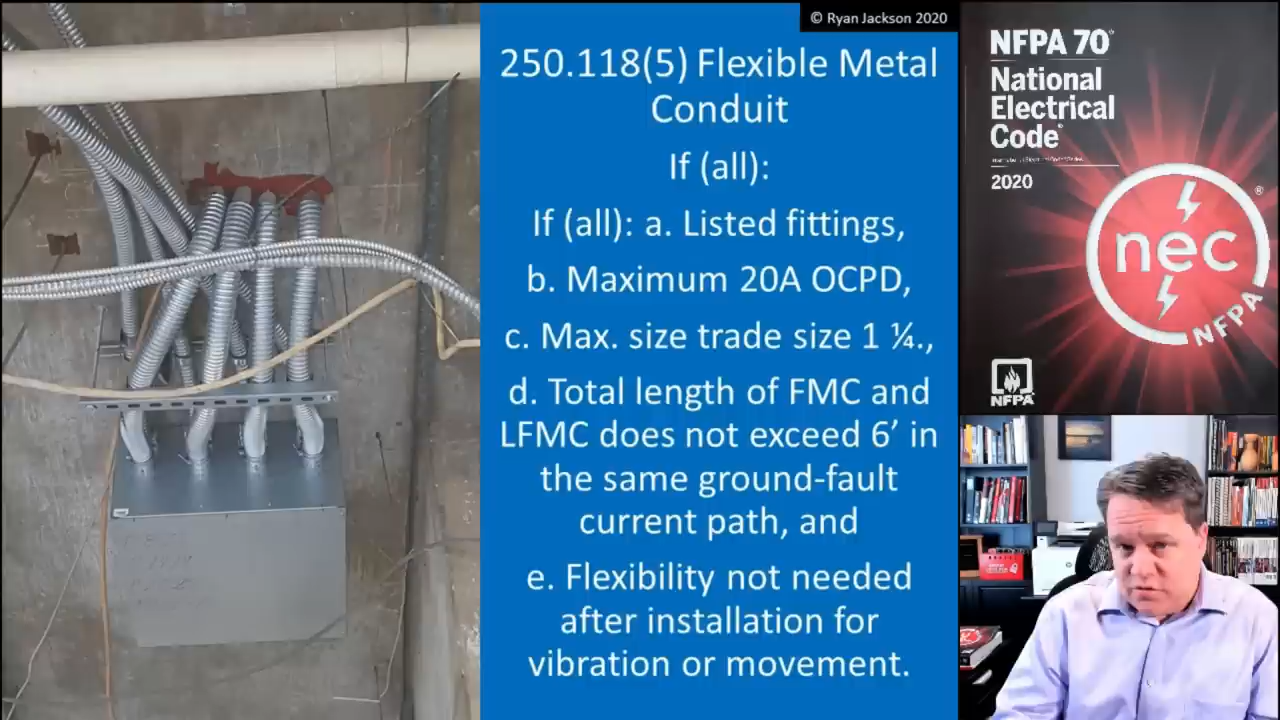 © Ryan Jackson 2020
250.118(5) Flexible Metal
Conduit
If (all):
If (all): a. Listed fittings,
b. Maximum 20A OCPD,
c. Max. size trade size 1 ¼.,
d. Total length of FMC and
LFMC does not exceed 6’ in
the same ground-fault
current path, and
e. Flexibility not needed
after installation for
vibration or movement.
NFPA 70®
National
Electrical
Code®
2020
nec®
NFPA
NFPA